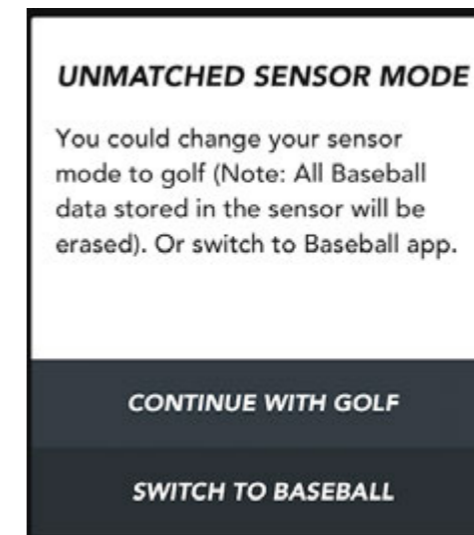 UNMATCHED SENSOR MODE
You could change your sensor
mode to golf (Note: All Baseball
data stored in the sensor will be
erased). Or switch to Baseball app.
CONTINUE WITH GOLF
SWITCH TO BASEBALL